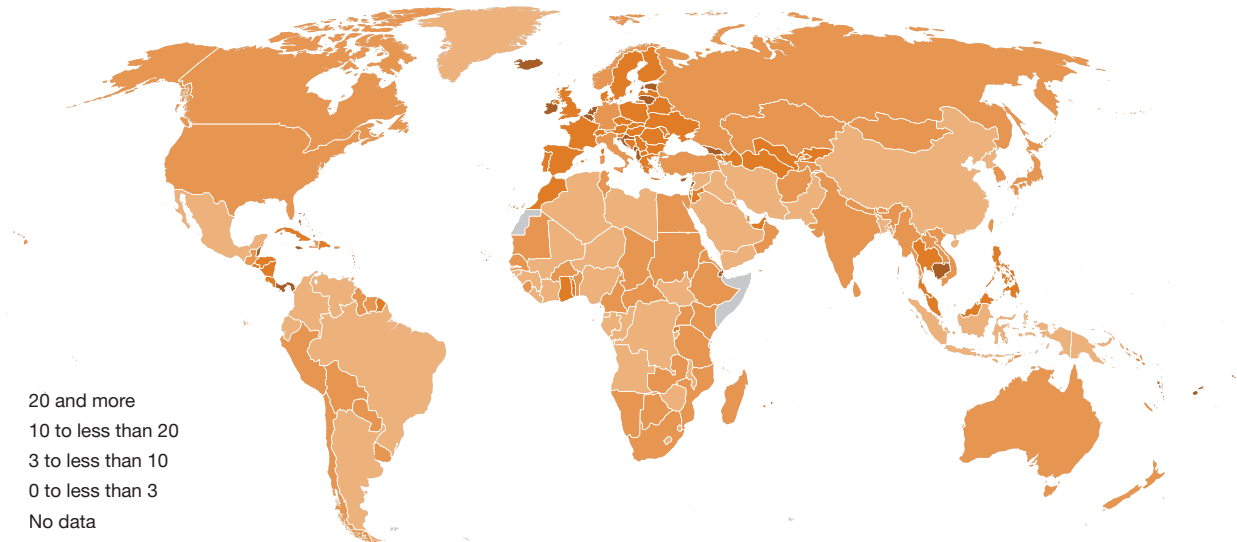 20 and more
10 to less than 20
3 to less than 10
0 to less than 3
No data